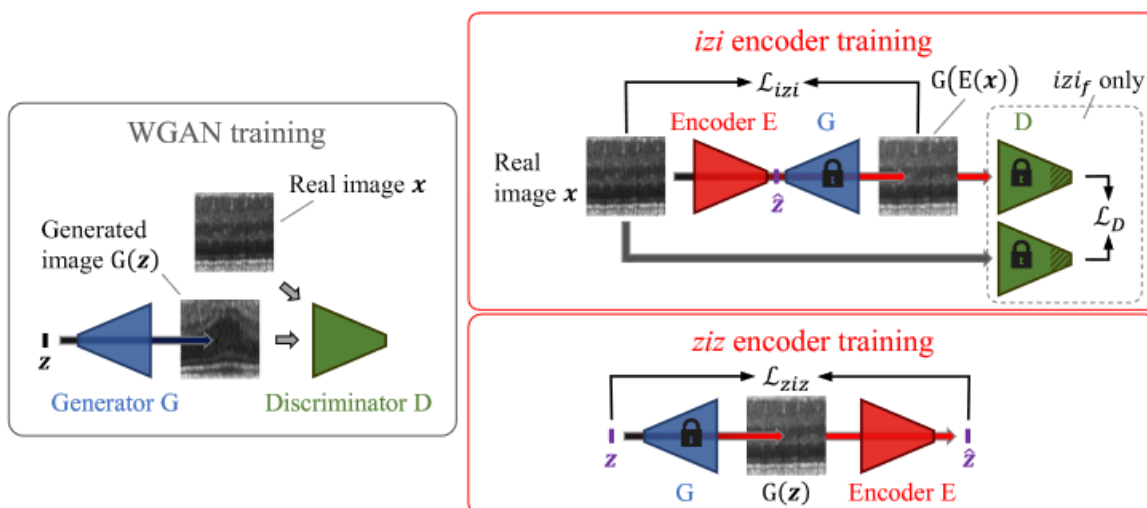 WGAN training
Real image x
Generated
image G(z)
z
Generator G
Discriminator D
izi encoder training
ℒizi
G(E(x))
izif only
Encoder E
G
D
Real
image x
ẑ
ℒD
ziz encoder training
ℒziz
z
ẑ
G
G(z)
Encoder E